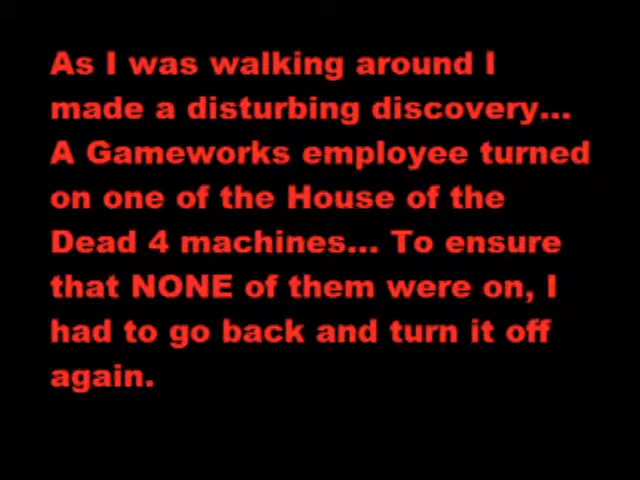 As I was walking around I
made a disturbing discovery...
A Gameworks employee turned
on one of the House of the
Dead 4 machines... To ensure
that NONE of them were on, I
had to go back and turn it off
again.